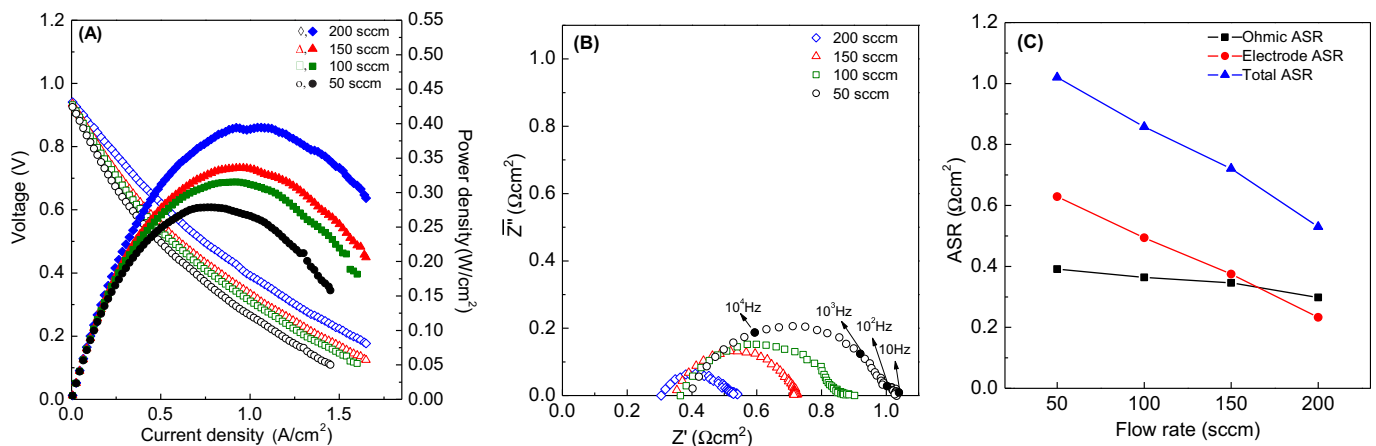 (A)
200 sccm
150 sccm
100 sccm
50 sccm
Voltage (V)
1.2
1.0
0.8
0.6
0.4
0.2
0.0
0.0 0.5 1.0 1.5
Current density (A/cm²)
0.55
0.50
0.45
0.40
0.35
0.30
0.25
0.20
0.15
0.10
0.05
0.00
Power density(W/cm²)
(B)
200 sccm
150 sccm
100 sccm
50 sccm
Z'' (Ωcm²)
1.0
0.8
0.6
0.4
0.2
0.0
10⁴Hz
10³Hz
10²Hz
10Hz
0.0 0.2 0.4 0.6 0.8 1.0 1.2
Z' (Ωcm²)
(C)
Ohmic ASR
Electrode ASR
Total ASR
ASR (Ωcm²)
1.2
1.0
0.8
0.6
0.4
0.2
0.0
50 100 150 200
Flow rate (sccm)